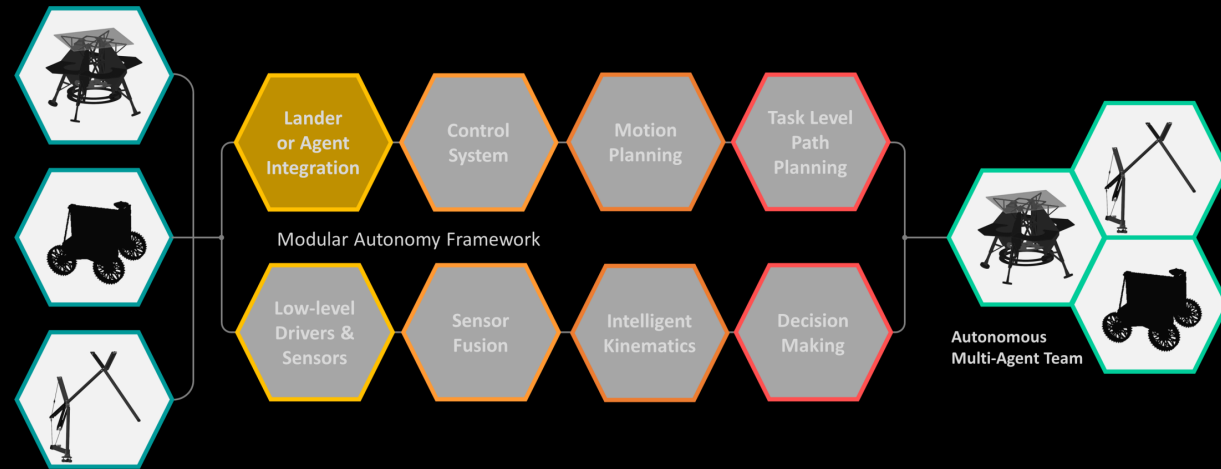 Lander
or Agent
Integration
Control
System
Motion
Planning
Task Level
Path
Planning
Modular Autonomy Framework
Low-level
Drivers &
Sensors
Sensor
Fusion
Intelligent
Kinematics
Decision
Making
Autonomous
Multi-Agent Team